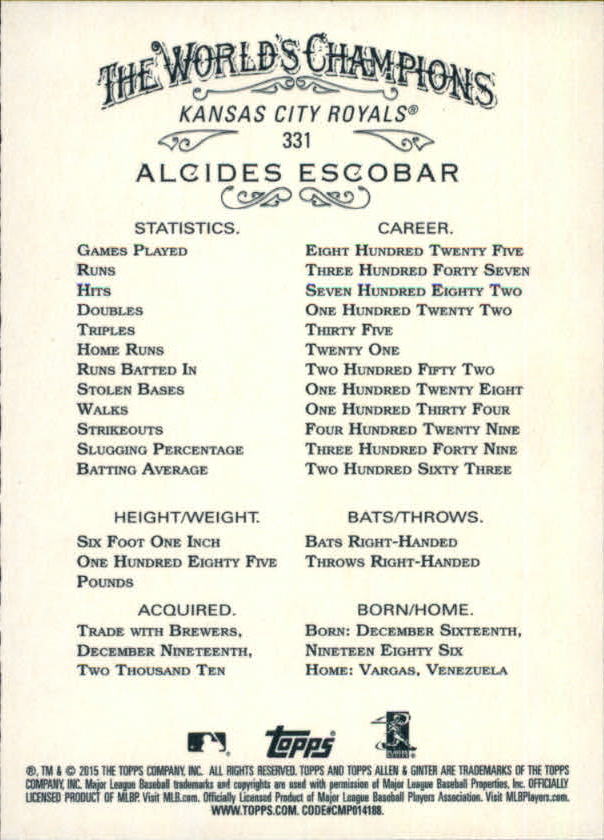 THE WORLD'S CHAMPIONS
KANSAS CITY ROYALS®
331
ALCIDES ESCOBAR
STATISTICS. CAREER.
GAMES PLAYED EIGHT HUNDRED TWENTY FIVE
RUNS THREE HUNDRED FORTY SEVEN
HITS SEVEN HUNDRED EIGHTY TWO
DOUBLES ONE HUNDRED TWENTY TWO
TRIPLES THIRTY FIVE
HOME RUNS TWENTY ONE
RUNS BATTED IN TWO HUNDRED FIFTY TWO
STOLEN BASES ONE HUNDRED TWENTY EIGHT
WALKS ONE HUNDRED THIRTY FOUR
STRIKEOUTS FOUR HUNDRED TWENTY NINE
SLUGGING PERCENTAGE THREE HUNDRED FORTY NINE
BATTING AVERAGE TWO HUNDRED SIXTY THREE
HEIGHT/WEIGHT. BATS/THROWS.
SIX FOOT ONE INCH BATS RIGHT-HANDED
ONE HUNDRED EIGHTY FIVE THROWS RIGHT-HANDED
POUNDS
ACQUIRED. BORN/HOME.
TRADE WITH BREWERS, BORN: DECEMBER SIXTEENTH,
DECEMBER NINETEENTH, NINETEEN EIGHTY SIX
TWO THOUSAND TEN HOME: VARGAS, VENEZUELA
Topps
®, TM & © 2015 THE TOPPS COMPANY, INC. ALL RIGHTS RESERVED. TOPPS AND TOPPS ALLEN & GINTER ARE TRADEMARKS OF THE TOPPS
COMPANY, INC. Major League Baseball trademarks and copyrights are used with permission of Major League Baseball Properties, Inc. OFFICIALLY
LICENSED PRODUCT OF MLBP. Visit MLB.com. Officially Licensed Product of Major League Baseball Players Association. Visit MLBPlayers.com.
WWW.TOPPS.COM. CODE#CMP014188.